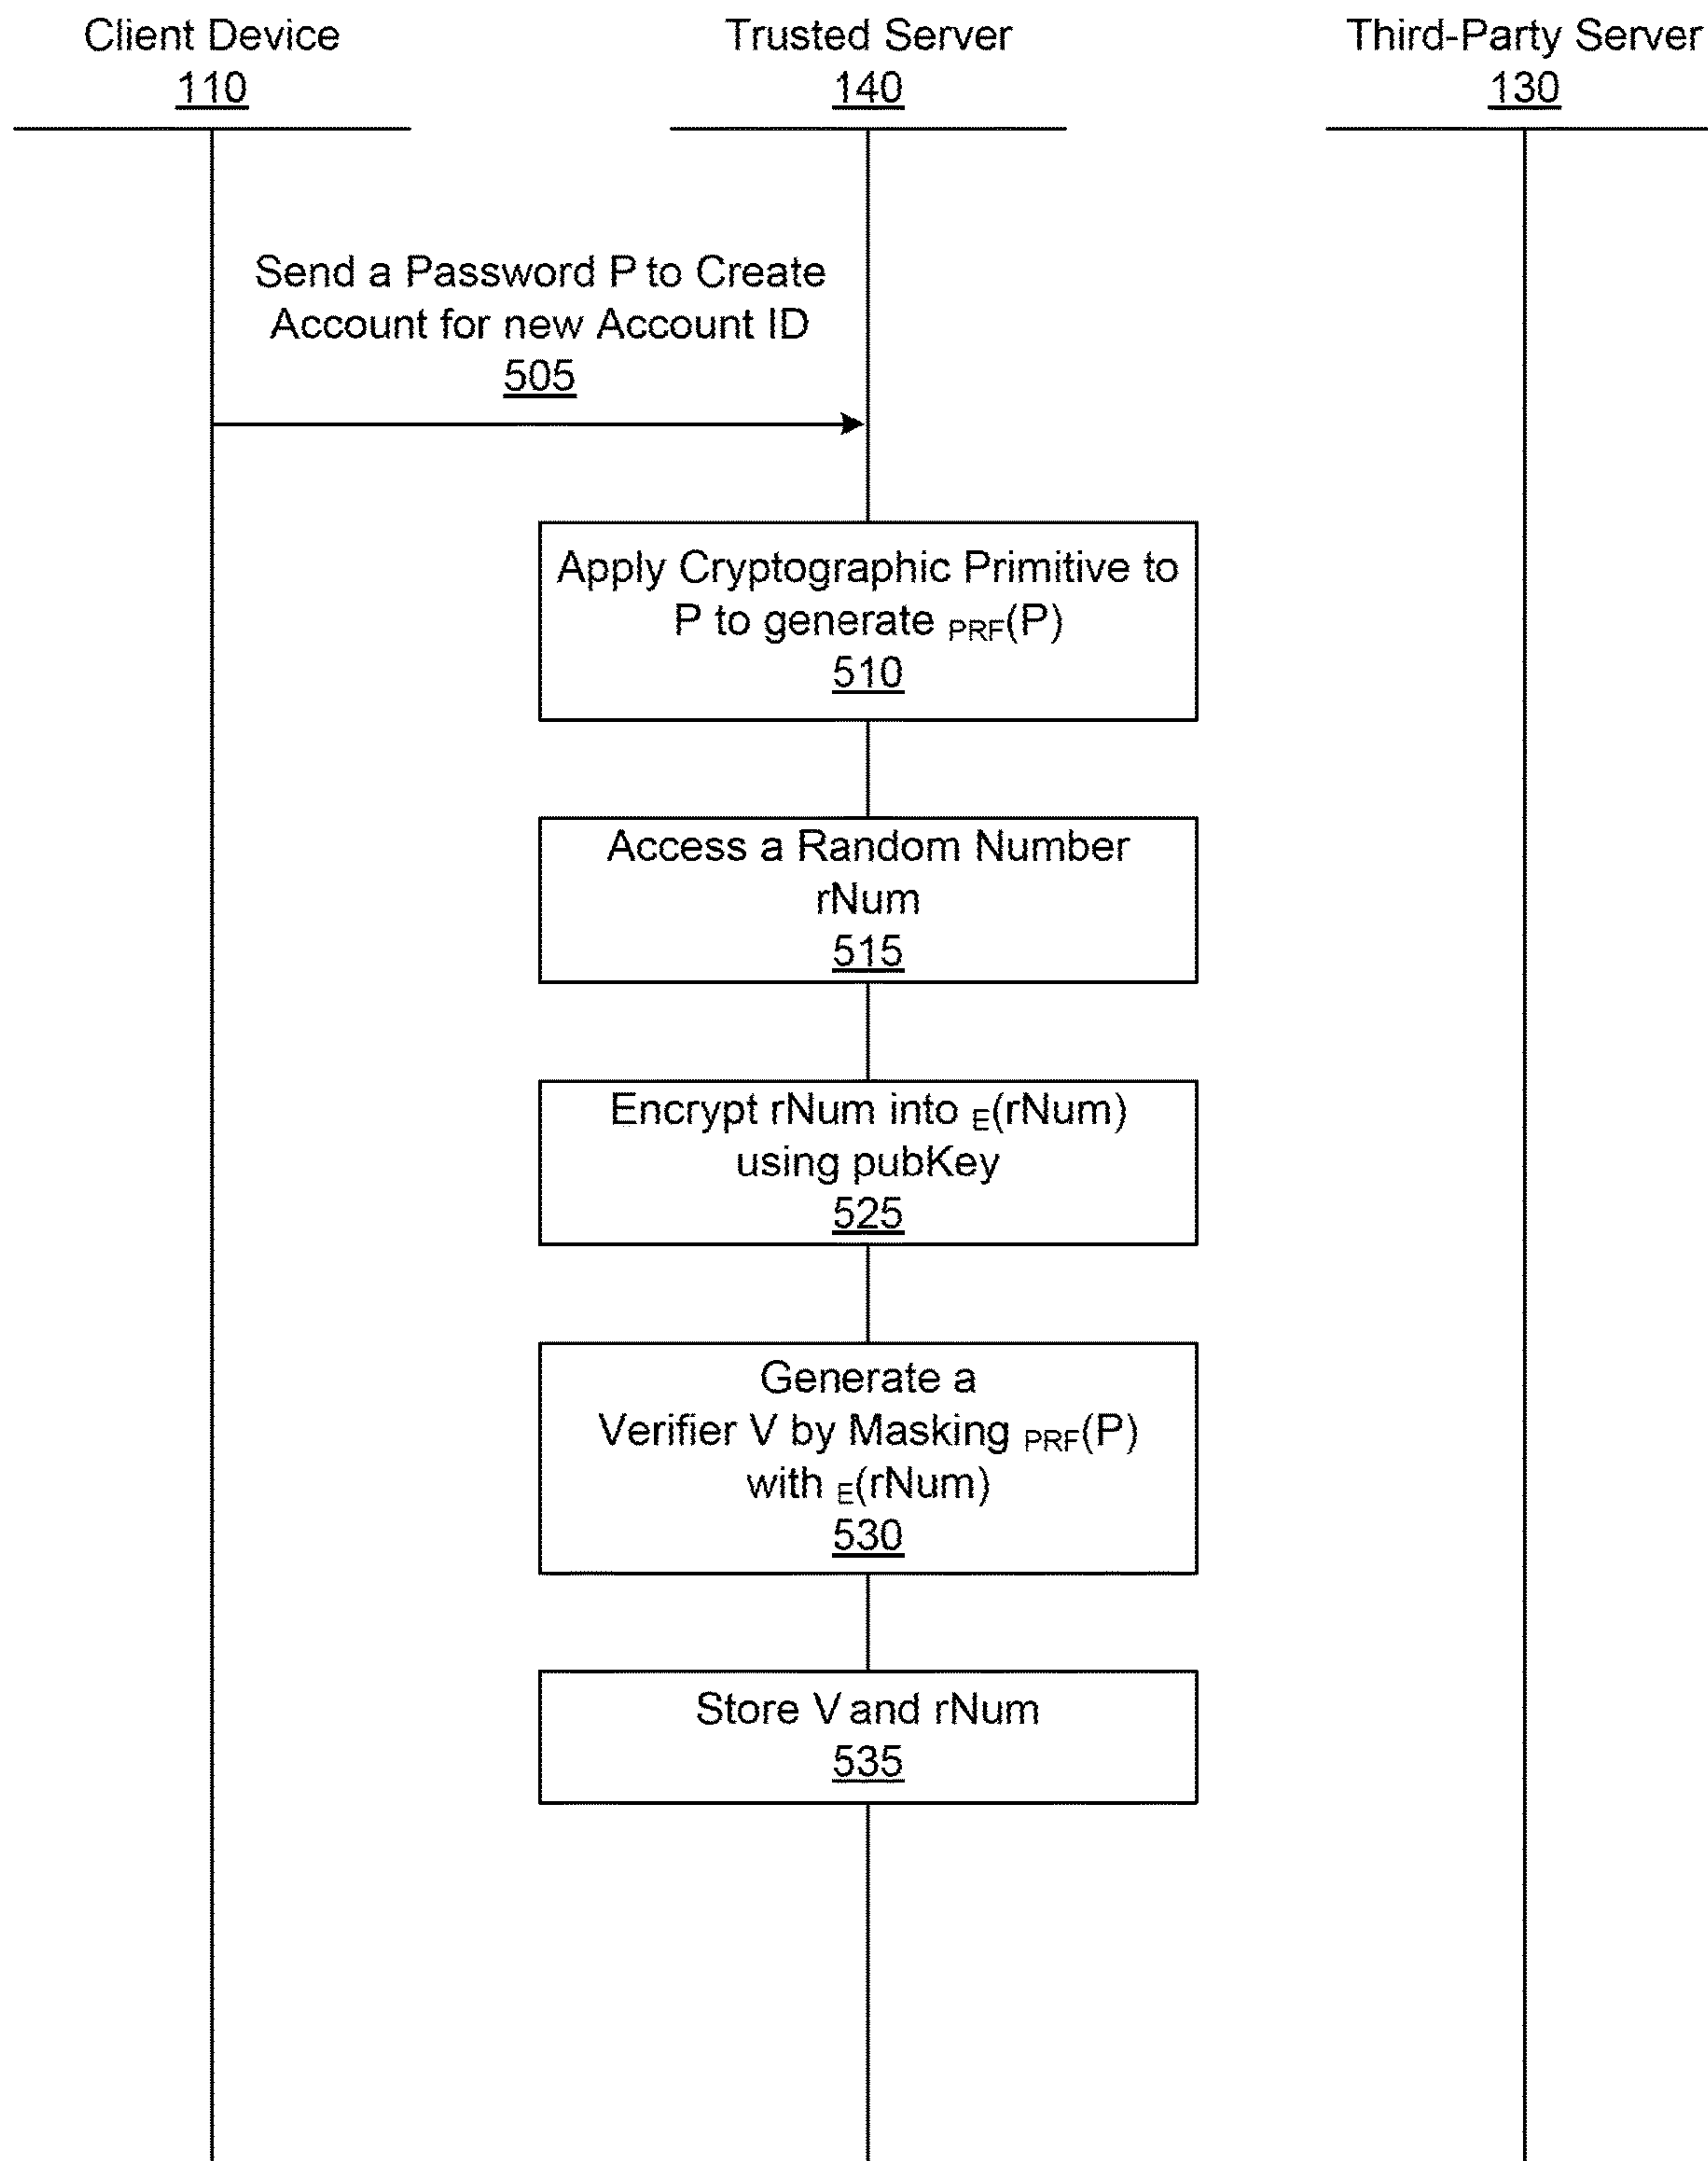 Client Device
110
Trusted Server
140
Third-Party Server
130
Send a Password P to Create
Account for new Account ID
505
Apply Cryptographic Primitive to
P to generate PRF(P)
510
Access a Random Number
rNum
515
Encrypt rNum into E(rNum)
using pubKey
525
Generate a
Verifier V by Masking PRF(P)
with E(rNum)
530
Store V and rNum
535